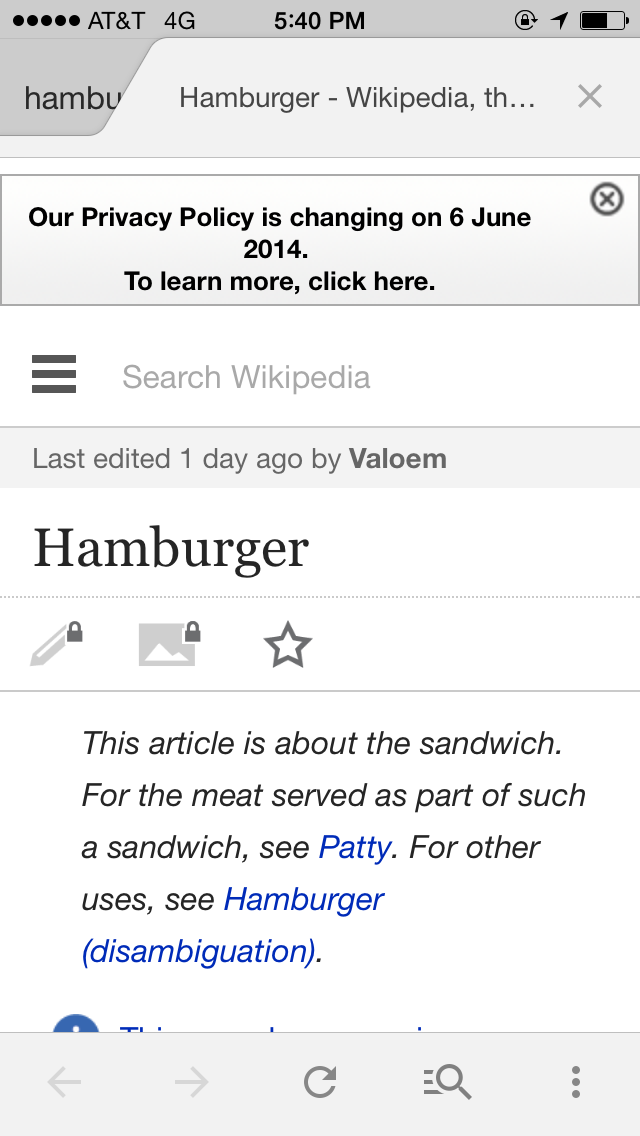 AT&T 4G 5:40 PM
hambu
Hamburger - Wikipedia, th...
Our Privacy Policy is changing on 6 June
2014.
To learn more, click here.
Search Wikipedia
Last edited 1 day ago by Valoem
Hamburger
This article is about the sandwich.
For the meat served as part of such
a sandwich, see Patty. For other
uses, see Hamburger
(disambiguation).